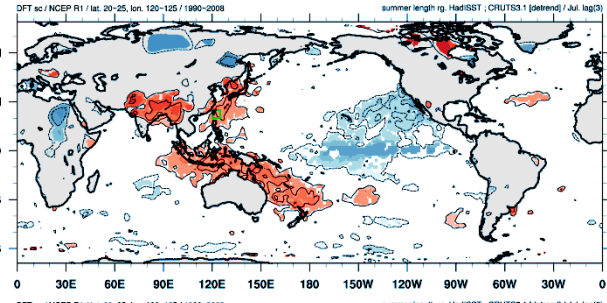 DFT sc / NCEP R1 / lat. 20-25, lon. 120-125 / 1990-2008 summer length rg. HadISST ; CRUTS3.1 [detrend] / Jul. lag(3)
0 30E 60E 90E 120E 150E 180 150W 120W 90W 60W 30W 0